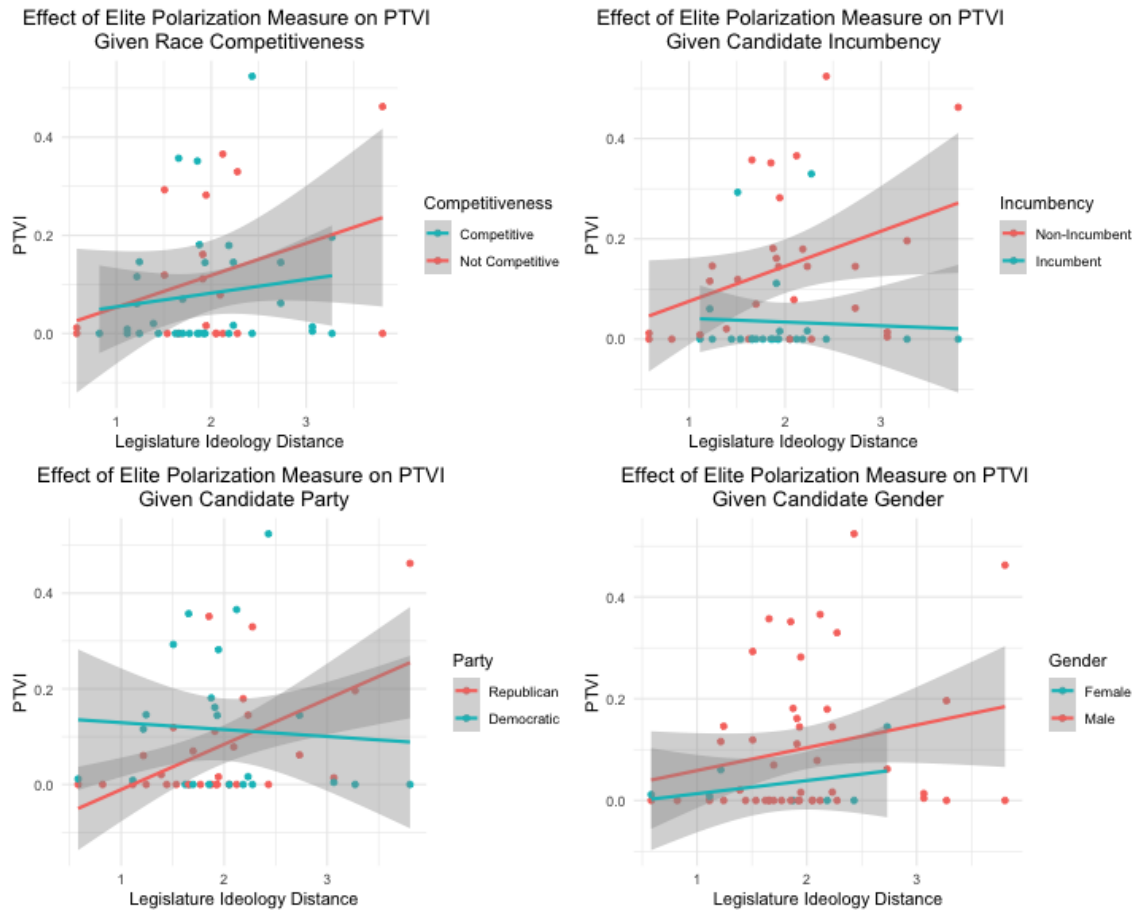 Effect of Elite Polarization Measure on PTVI
Given Race Competitiveness
PTVI
0.4
0.2
0.0
1
2
3
Legislature Ideology Distance
Competitiveness
Competitive
Not Competitive
Effect of Elite Polarization Measure on PTVI
Given Candidate Incumbency
PTVI
0.4
0.2
0.0
1
2
3
Legislature Ideology Distance
Incumbency
Non-Incumbent
Incumbent
Effect of Elite Polarization Measure on PTVI
Given Candidate Party
PTVI
0.4
0.2
0.0
1
2
3
Legislature Ideology Distance
Party
Republican
Democratic
Effect of Elite Polarization Measure on PTVI
Given Candidate Gender
PTVI
0.4
0.2
0.0
1
2
3
Legislature Ideology Distance
Gender
Female
Male